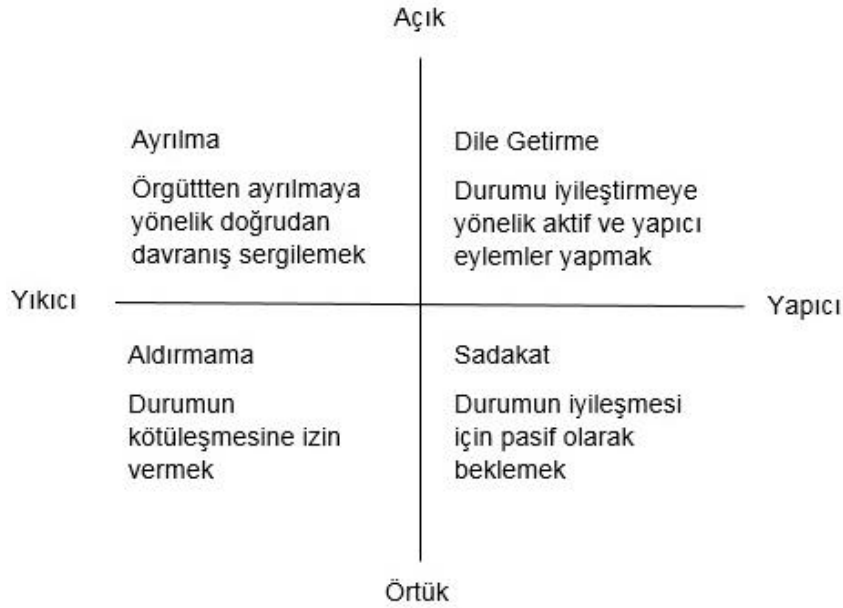 Açık
Ayrılma
Örgüttten ayrılmaya
yönelik doğrudan
davranış sergilemek
Dile Getirme
Durumu iyileştirmeye
yönelik aktif ve yapıcı
eylemler yapmak
Yıkıcı
Yapıcı
Aldırmama
Durumun
kötüleşmesine izin
vermek
Sadakat
Durumun iyileşmesi
için pasif olarak
beklemek
Örtük